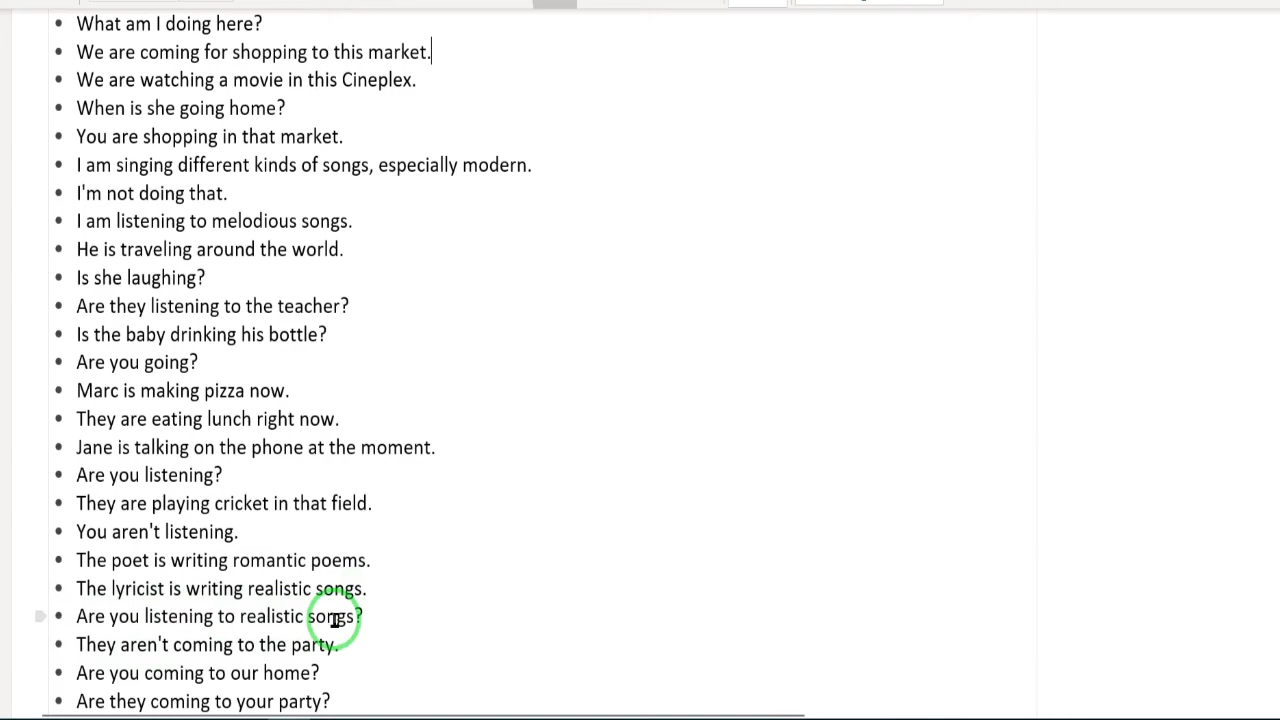 • What am I doing here?
• We are coming for shopping to this market.
• We are watching a movie in this Cineplex.
• When is she going home?
• You are shopping in that market.
• I am singing different kinds of songs, especially modern.
• I'm not doing that.
• I am listening to melodious songs.
• He is traveling around the world.
• Is she laughing?
• Are they listening to the teacher?
• Is the baby drinking his bottle?
• Are you going?
• Marc is making pizza now.
• They are eating lunch right now.
• Jane is talking on the phone at the moment.
• Are you listening?
• They are playing cricket in that field.
• You aren't listening.
• The poet is writing romantic poems.
• The lyricist is writing realistic songs.
• Are you listening to realistic songs?
• They aren't coming to the party.
• Are you coming to our home?
• Are they coming to your party?